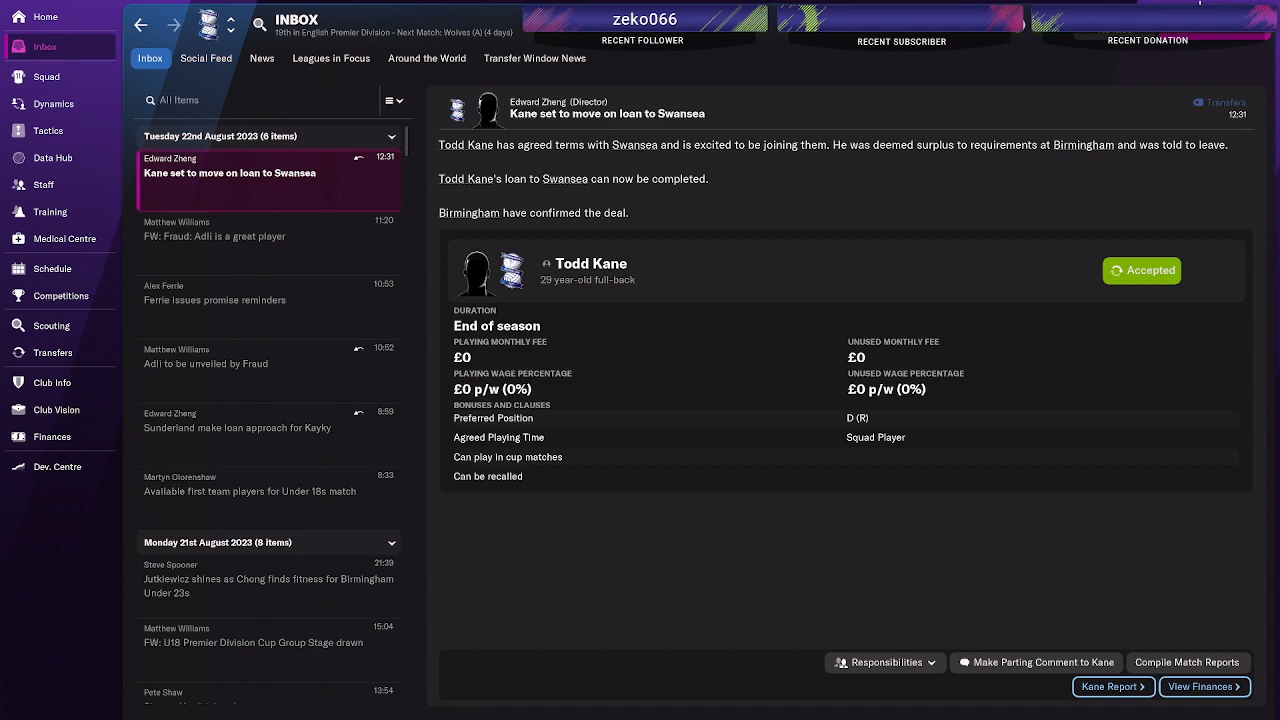 Home
Inbox
Squad
Dynamics
Tactics
Data Hub
Staff
Training
Medical Centre
Schedule
Competitions
Scouting
Transfers
Club Info
Club Vision
Finances
Dev. Centre
INBOX
19th in English Premier Division - Next Match: Wolves (A) (4 days)
zeko066
RECENT FOLLOWER
RECENT SUBSCRIBER
RECENT DONATION
Inbox
Social Feed
News
Leagues in Focus
Around the World
Transfer Window News
All Items
Tuesday 22nd August 2023 (6 items)
Edward Zheng 12:31
Kane set to move on loan to Swansea
Matthew Williams 11:20
FW: Fraud: Adli is a great player
Alex Ferrie 10:53
Ferrie issues promise reminders
Matthew Williams 10:52
Adli to be unveiled by Fraud
Edward Zheng 8:59
Sunderland make loan approach for Kayky
Martyn Olorenshaw 8:33
Available first team players for Under 18s match
Monday 21st August 2023 (8 items)
Steve Spooner 21:39
Jutkiewicz shines as Chong finds fitness for Birmingham
Under 23s
Matthew Williams 15:04
FW: U18 Premier Division Cup Group Stage drawn
Pete Shaw 13:54
Edward Zheng (Director)
Kane set to move on loan to Swansea
Transfers
12:31
Todd Kane has agreed terms with Swansea and is excited to be joining them. He was deemed surplus to requirements at Birmingham and was told to leave.
Todd Kane's loan to Swansea can now be completed.
Birmingham have confirmed the deal.
Todd Kane
29 year-old full-back
Accepted
DURATION
End of season
PLAYING MONTHLY FEE UNUSED MONTHLY FEE
£0 £0
PLAYING WAGE PERCENTAGE UNUSED WAGE PERCENTAGE
£0 p/w (0%) £0 p/w (0%)
BONUSES AND CLAUSES
Preferred Position D (R)
Agreed Playing Time Squad Player
Can play in cup matches
Can be recalled
Responsibilities
Make Parting Comment to Kane
Compile Match Reports
Kane Report
View Finances